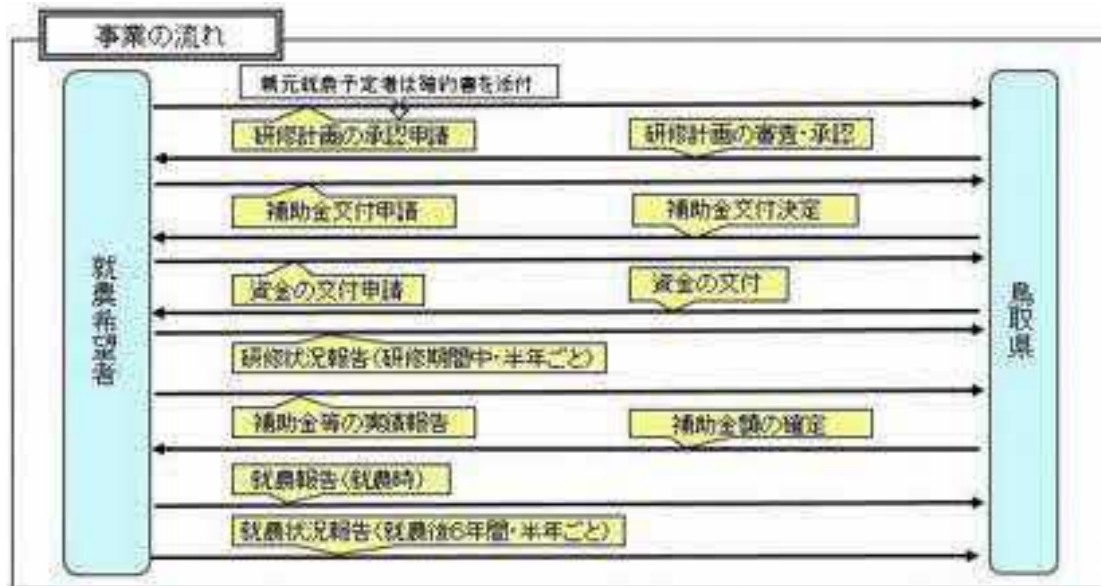 事業の流れ
親元就農予定者は確約書を添付
研修計画の承認申請
研修計画の審査・承認
補助金交付申請
補助金交付決定
就農希望者
資金の交付申請
資金の交付
鳥取県
研修状況報告(研修期間中・半年ごと)
補助金等の実績報告
補助金額の確定
就農報告(就農時)
就農状況報告(就農後6年間・半年ごと)